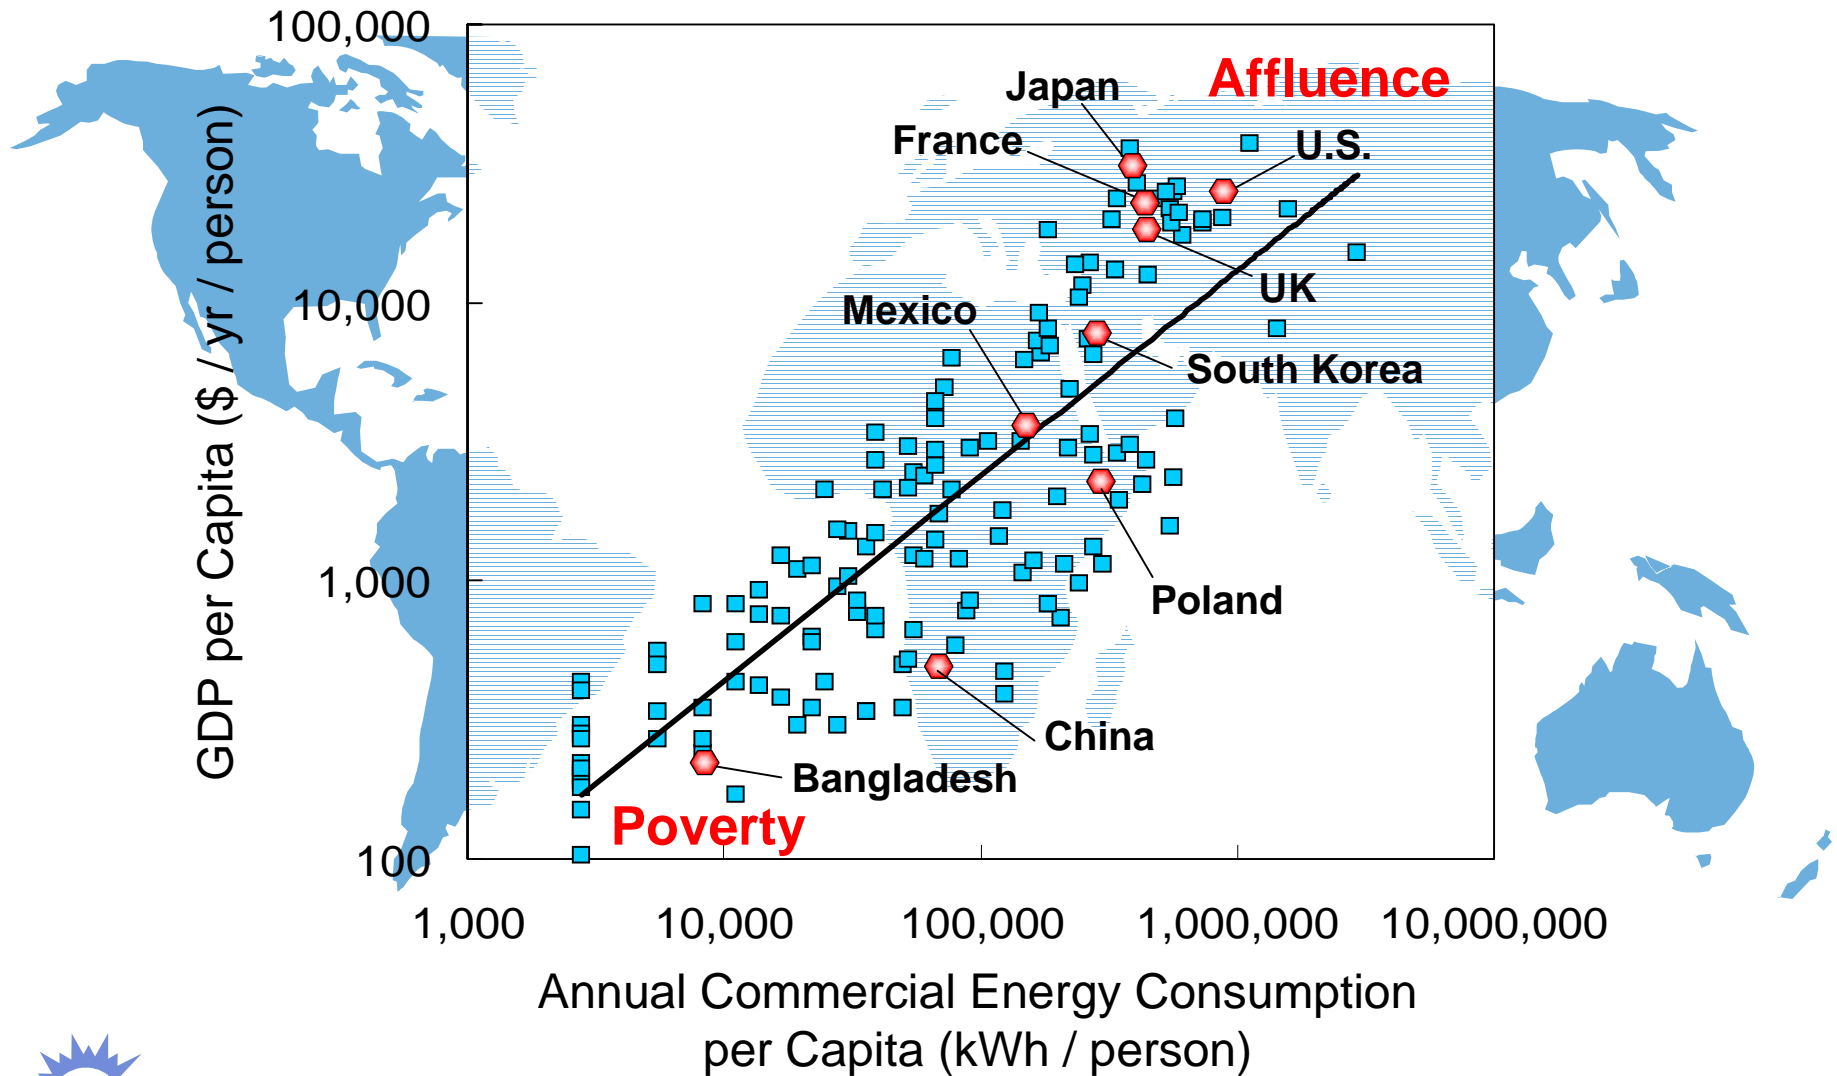 100,000
Affluence
Japan
France
U.S.
GDP per Capita ($ / yr / person)
10,000
Mexico
UK
South Korea
1,000
Poland
China
Bangladesh
Poverty
100
1,000 10,000 100,000 1,000,000 10,000,000
Annual Commercial Energy Consumption
per Capita (kWh / person)